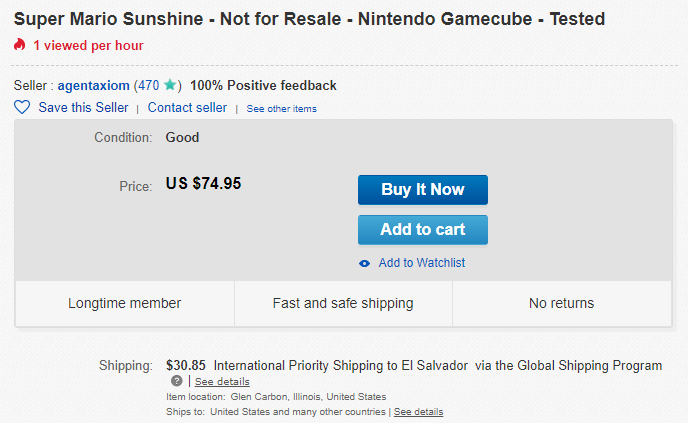 Super Mario Sunshine - Not for Resale - Nintendo Gamecube - Tested
1 viewed per hour
Seller : agentaxiom (470 ) 100% Positive feedback
Save this Seller | Contact seller | See other items
Condition: Good
Price: US $74.95
Buy It Now
Add to cart
Add to Watchlist
Longtime member
Fast and safe shipping
No returns
Shipping: $30.85 International Priority Shipping to El Salvador via the Global Shipping Program
? | See details
Item location: Glen Carbon, Illinois, United States
Ships to: United States and many other countries | See details